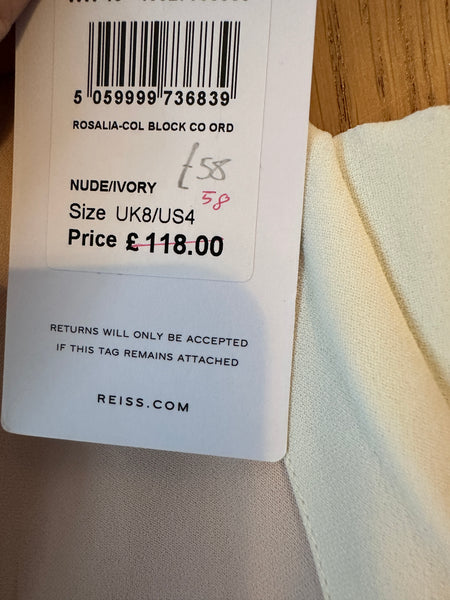 5 059999 736839
ROSALIA-COL BLOCK CO ORD
£58
NUDE/IVORY
58
Size UK8/US4
Price £ 118.00
RETURNS WILL ONLY BE ACCEPTED
IF THIS TAG REMAINS ATTACHED
REISS.COM